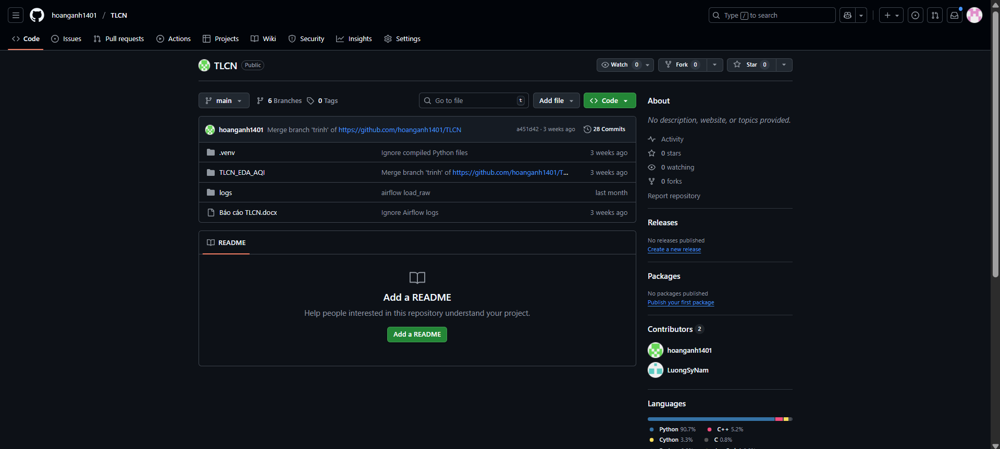 hoanganh1401 / TLCN
Type / to search
Code
Issues
Pull requests
Actions
Projects
Wiki
Security
Insights
Settings
TLCN Public
Watch 0
Fork 0
Star 0
main
6 Branches
0 Tags
Go to file t
Add file
Code
hoanganh1401 Merge branch 'trinh' of https://github.com/hoanganh1401/TLCN a451d42 · 3 weeks ago 28 Commits
.venv Ignore compiled Python files 3 weeks ago
TLCN_EDA_AQI Merge branch 'trinh' of https://github.com/hoanganh1401/T... 3 weeks ago
logs airflow load_raw last month
Báo cáo TLCN.docx Ignore Airflow logs 3 weeks ago
README
Add a README
Help people interested in this repository understand your project.
Add a README
About
No description, website, or topics provided.
Activity
0 stars
0 watching
0 forks
Report repository
Releases
No releases published
Create a new release
Packages
No packages published
Publish your first package
Contributors 2
hoanganh1401
LuongSyNam
Languages
Python 90.7% C++ 5.2%
Cython 3.3% C 0.8%